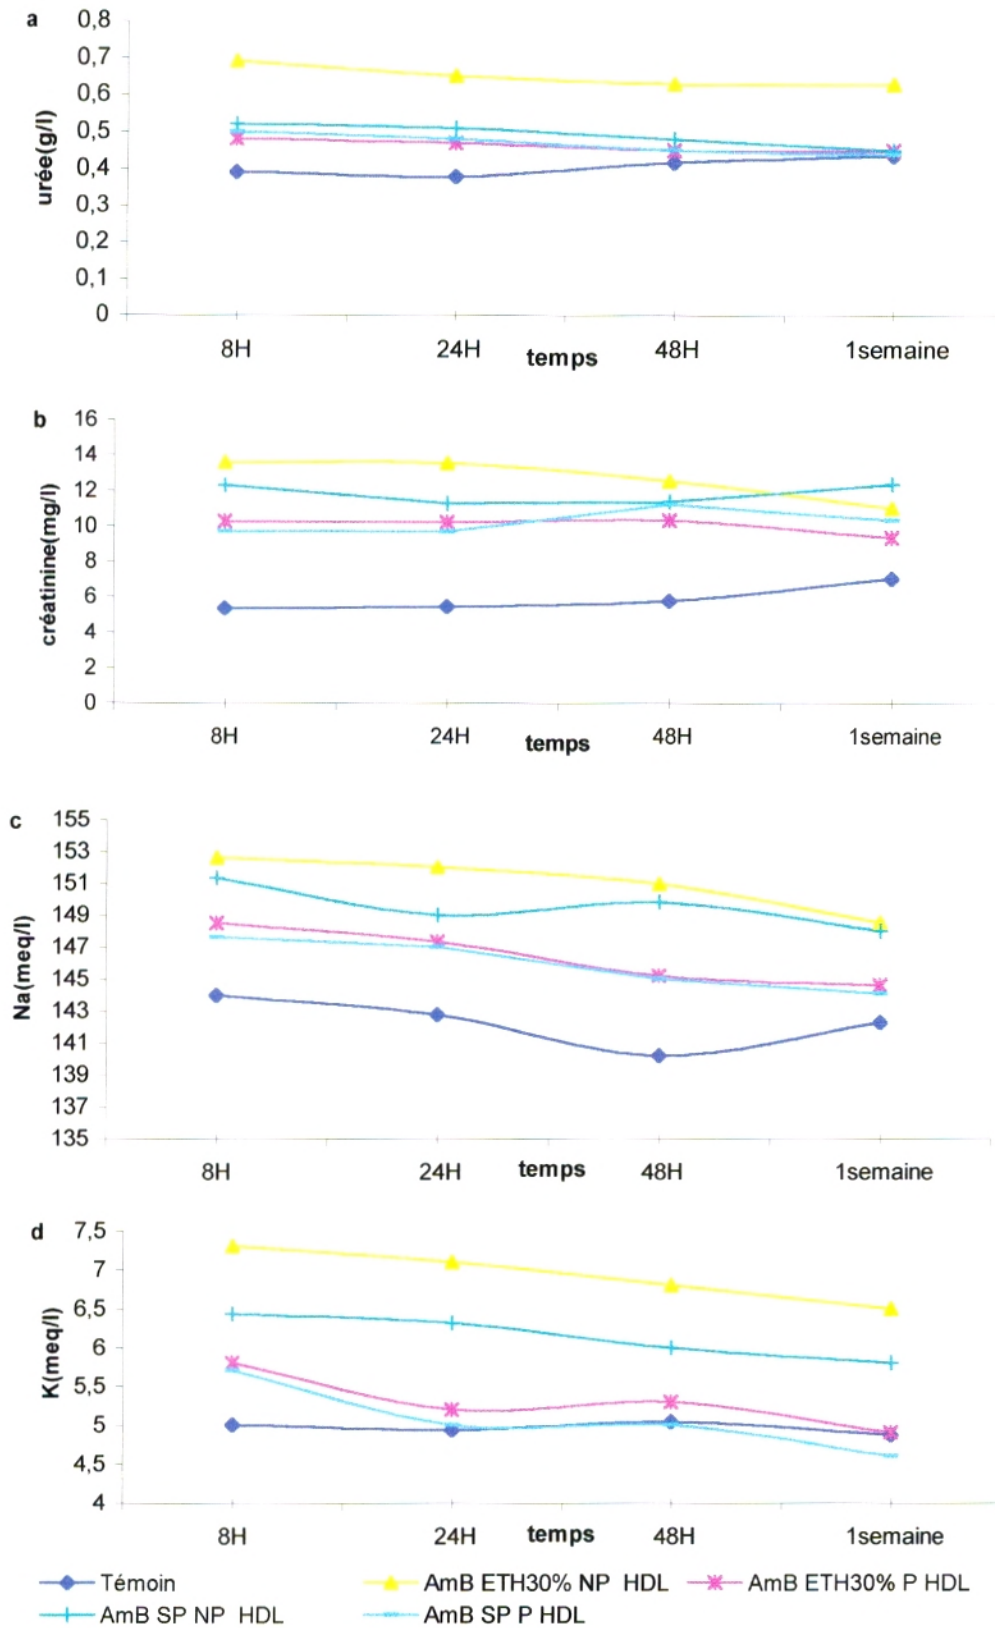 a
0,8
0,7
0,6
0,5
0,4
0,3
0,2
0,1
0
urée(g/l)
8H 24H temps 48H 1semaine
b
16
14
12
10
8
6
4
2
0
créatinine(mg/l)
8H 24H temps 48H 1semaine
c
155
153
151
149
147
145
143
141
139
137
135
Na(meq/l)
8H 24H temps 48H 1semaine
d
7,5
7
6,5
6
5,5
5
4,5
4
K(meq/l)
8H 24H temps 48H 1semaine
Témoin AmB ETH30% NP HDL AmB ETH30% P HDL
AmB SP NP HDL AmB SP P HDL